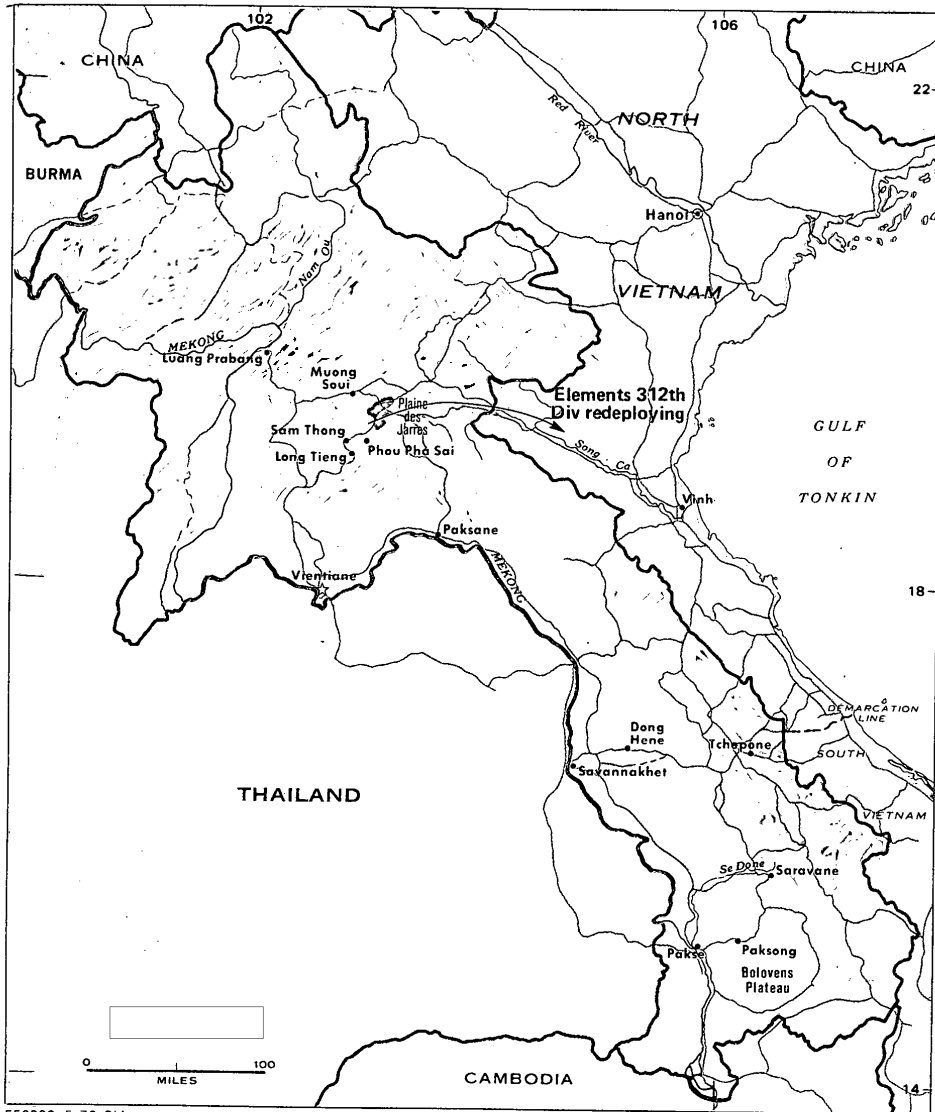 102
106
CHINA
CHINA
22
Red River
NORTH
BURMA
Hanoi
Nam Ou
VIETNAM
MEKONG
Luang Prabang
Muong
Soui
Elements 312th
Div redeploying
Plaine
des
Jarres
GULF
OF
TONKIN
Sam Thong
Phou Pha Sai
Long Tieng
Song Ca
Vinh
Paksane
MEKONG
Vientiane
18
DEMARCATION
LINE
Dong
Hene
Tchepone
SOUTH
Savannakhet
THAILAND
VIETNAM
Se Done
Saravane
Pakse
Paksong
Bolovens
Plateau
0 100
MILES
CAMBODIA
14